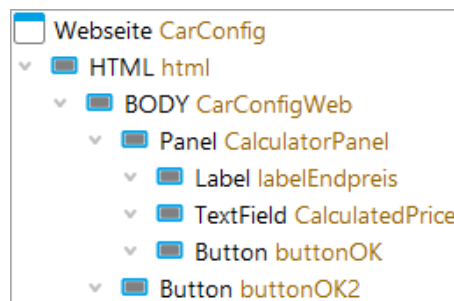 Webseite CarConfig
HTML html
BODY CarConfigWeb
Panel CalculatorPanel
Label labelEndpreis
TextField CalculatedPrice
Button buttonOK
Button buttonOK2